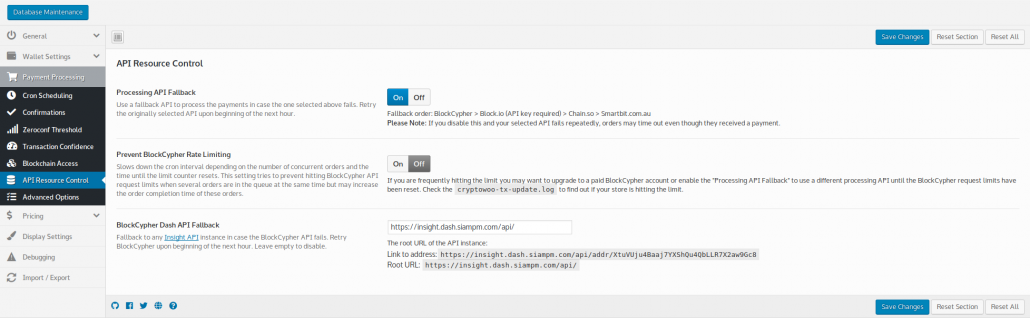 Database Maintenance
General
Wallet Settings
Payment Processing
Cron Scheduling
Confirmations
Zeroconf Threshold
Transaction Confidence
Blockchain Access
API Resource Control
Advanced Options
Pricing
Display Settings
Debugging
Import / Export
Save Changes
Reset Section
Reset All
API Resource Control
Processing API Fallback
Use a fallback API to process the payments in case the one selected above fails. Retry
the originally selected API upon beginning of the next hour.
On Off
Fallback order: BlockCypher > Block.io (API key required) > Chain.so > Smartbit.com.au
Please Note: If you disable this and your selected API fails repeatedly, orders may time out even though they received a payment.
Prevent BlockCypher Rate Limiting
Slows down the cron interval depending on the number of concurrent orders and the
time until the limit counter resets. This setting tries to prevent hitting BlockCypher API
request limits when several orders are in the queue at the same time but may increase
the order completion time of these orders.
On Off
If you are frequently hitting the limit you may want to upgrade to a paid BlockCypher account or enable the "Processing API Fallback" to use a different processing API until the BlockCypher request limits have
been reset. Check the cryptowoo-tx-update.log to find out if your store is hitting the limit.
BlockCypher Dash API Fallback
Fallback to any Insight API instance in case the BlockCypher API fails. Retry
BlockCypher upon beginning of the next hour. Leave empty to disable.
https://insight.dash.siampm.com/api/
The root URL of the API instance:
Link to address: https://insight.dash.siampm.com/api/addr/XtuVUju4Baaj7YXShQu4QbLLR7X2aw9Gc8
Root URL: https://insight.dash.siampm.com/api/
Save Changes
Reset Section
Reset All